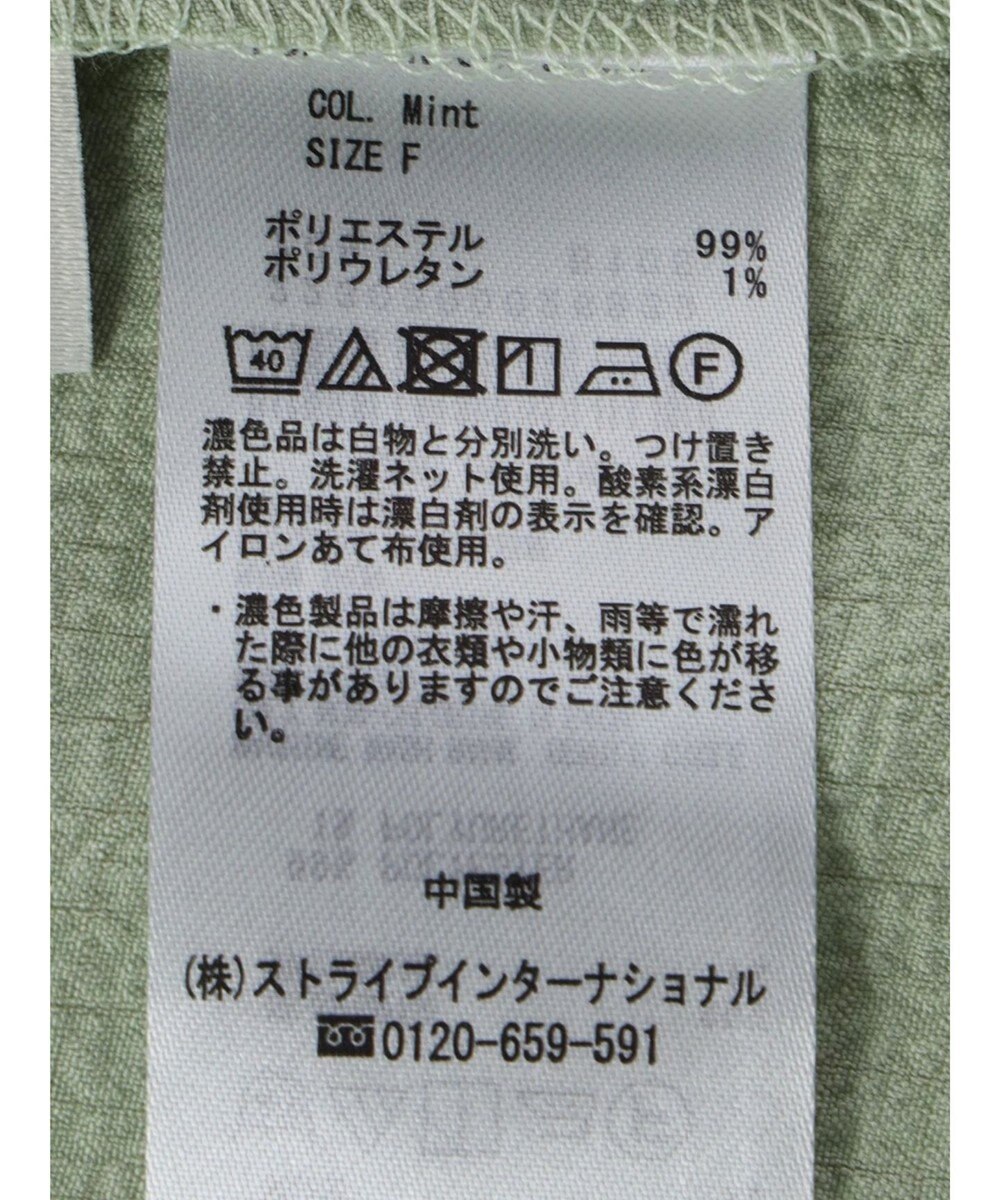 COL. Mint
SIZE F
ポリエステル 99%
ポリウレタン 1%
40
F
濃色品は白物と分別洗い。つけ置き
禁止。洗濯ネット使用。酸素系漂白
剤使用時は漂白剤の表示を確認。ア
イロンあて布使用。
・濃色製品は摩擦や汗、雨等で濡れ
た際に他の衣類や小物類に色が移
る事がありますのでご注意くださ
い。
1% POLYURETHANE
99% POLYESTER
中国製
(株)ストライプインターナショナル
0120-659-591